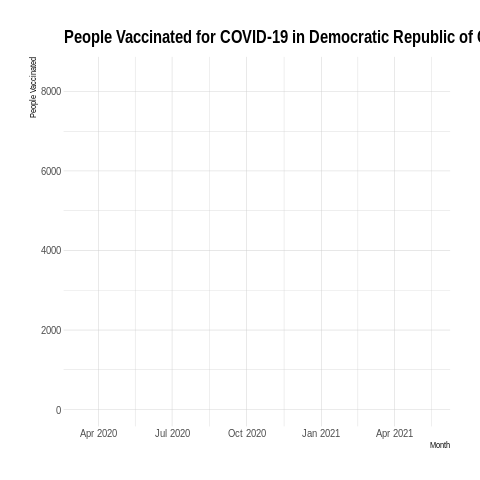 People Vaccinated for COVID-19 in Democratic Republic of
People Vaccinated
8000
6000
4000
2000
0
Apr 2020 Jul 2020 Oct 2020 Jan 2021 Apr 2021
Month